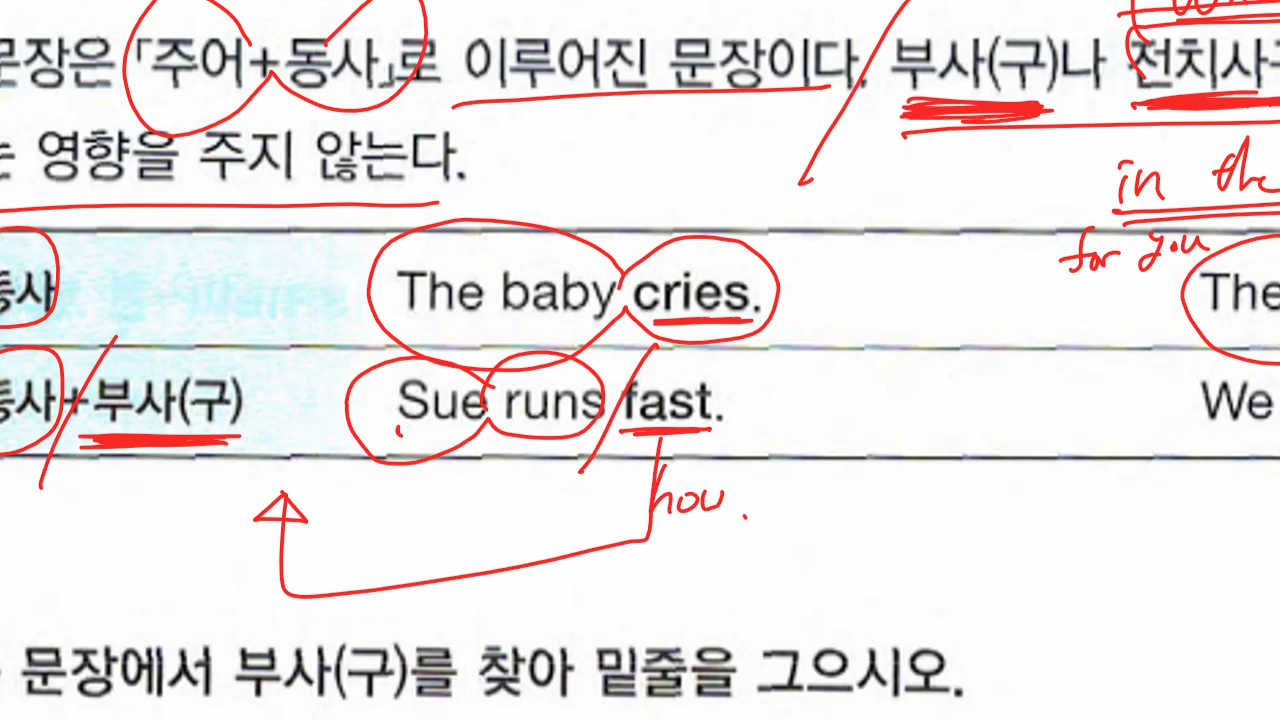 문장은 「주어+동사」로 이루어진 문장이다. 부사(구)나 전치사
는 영향을 주지 않는다.
in the
for you
동사 The baby cries. The
동사+부사(구) Sue runs fast. We
how.
문장에서 부사(구)를 찾아 밑줄을 그으시오.